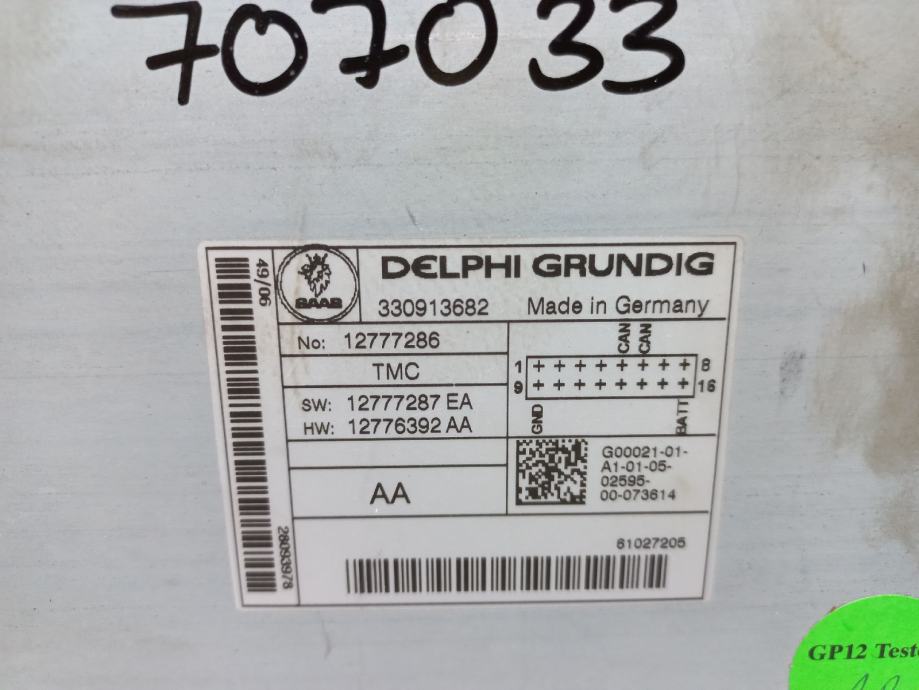 707033
49/06
SAAB
DELPHI GRUNDIG
330913682 Made in Germany
No: 12777286
TMC
SW: 12777287 EA
HW: 12776392 AA
CAN CAN
1 + + + + + + + + 8
9 + + + + + + + + 16
GND BATT
G00021-01-
A1-01-05-
02595-
00-073614
AA
28093978
61027205
GP12